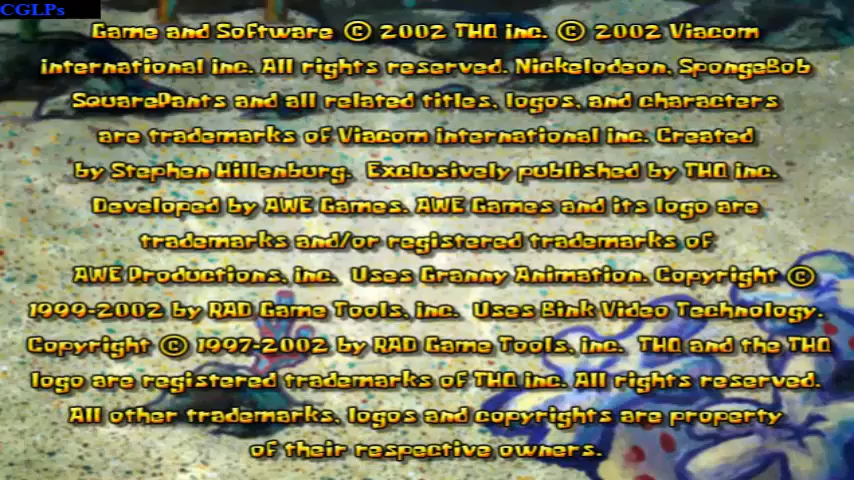 CGLPs
Game and Software © 2002 THQ inc. © 2002 Viacom
international inc. All rights reserved. Nickelodeon, SpongeBob
SquarePants and all related titles, logos, and characters
are trademarks of Viacom international inc. Created
by Stephen Hillenburg.  Exclusively published by THQ inc.
Developed by AWE Games. AWE Games and its logo are
trademarks and/or registered trademarks of
AWE Productions, inc.  Uses Granny Animation. Copyright ©
1999-2002 by RAD Game Tools, inc.  Uses Bink Video Technology.
Copyright © 1997-2002 by RAD Game Tools, inc.  THQ and the THQ
logo are registered trademarks of THQ inc. All rights reserved.
All other trademarks, logos and copyrights are property
of their respective owners.